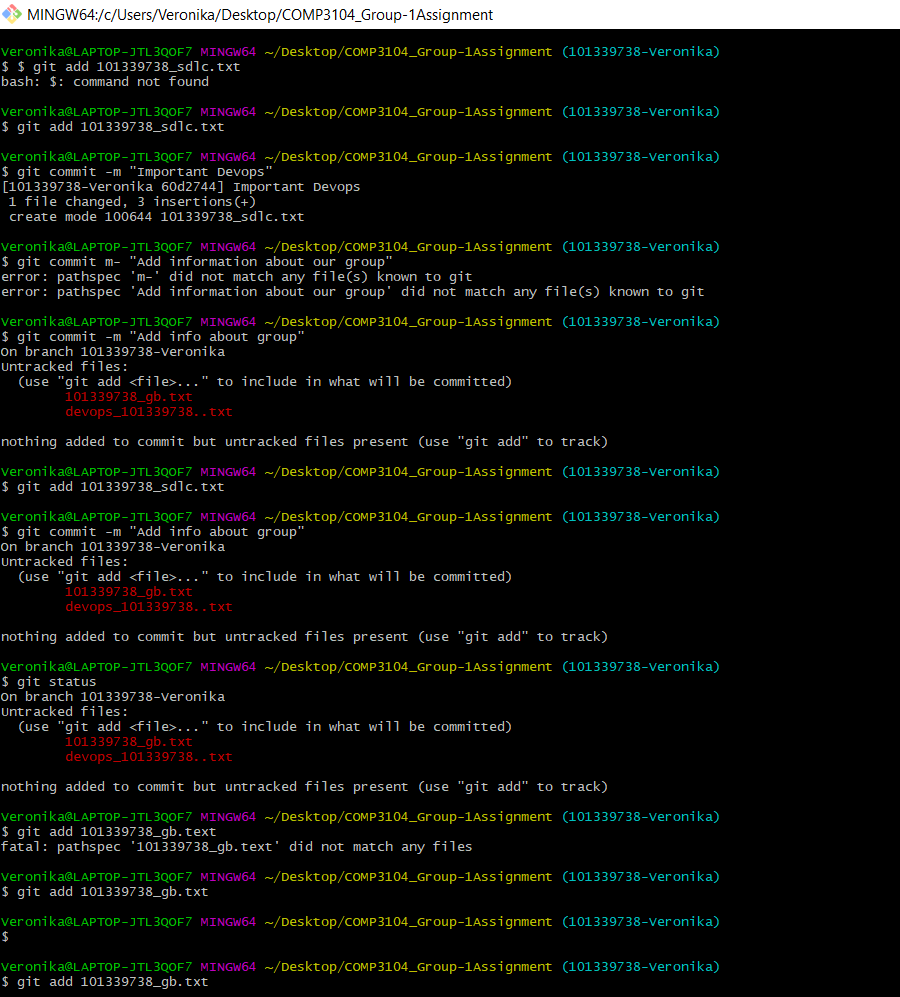 MINGW64:/c/Users/Veronika/Desktop/COMP3104_Group-1Assignment
Veronika@LAPTOP-JTL3QOF7 MINGW64 ~/Desktop/COMP3104_Group-1Assignment (101339738-Veronika)
$ $ git add 101339738_sdlc.txt
bash: $: command not found
Veronika@LAPTOP-JTL3QOF7 MINGW64 ~/Desktop/COMP3104_Group-1Assignment (101339738-Veronika)
$ git add 101339738_sdlc.txt
Veronika@LAPTOP-JTL3QOF7 MINGW64 ~/Desktop/COMP3104_Group-1Assignment (101339738-Veronika)
$ git commit -m "Important Devops"
[101339738-Veronika 60d2744] Important Devops
1 file changed, 3 insertions(+)
create mode 100644 101339738_sdlc.txt
Veronika@LAPTOP-JTL3QOF7 MINGW64 ~/Desktop/COMP3104_Group-1Assignment (101339738-Veronika)
$ git commit m- "Add information about our group"
error: pathspec 'm-' did not match any file(s) known to git
error: pathspec 'Add information about our group' did not match any file(s) known to git
Veronika@LAPTOP-JTL3QOF7 MINGW64 ~/Desktop/COMP3104_Group-1Assignment (101339738-Veronika)
$ git commit -m "Add info about group"
On branch 101339738-Veronika
Untracked files:
(use "git add <file>..." to include in what will be committed)
101339738_gb.txt
devops_101339738..txt
nothing added to commit but untracked files present (use "git add" to track)
Veronika@LAPTOP-JTL3QOF7 MINGW64 ~/Desktop/COMP3104_Group-1Assignment (101339738-Veronika)
$ git add 101339738_sdlc.txt
Veronika@LAPTOP-JTL3QOF7 MINGW64 ~/Desktop/COMP3104_Group-1Assignment (101339738-Veronika)
$ git commit -m "Add info about group"
On branch 101339738-Veronika
Untracked files:
(use "git add <file>..." to include in what will be committed)
101339738_gb.txt
devops_101339738..txt
nothing added to commit but untracked files present (use "git add" to track)
Veronika@LAPTOP-JTL3QOF7 MINGW64 ~/Desktop/COMP3104_Group-1Assignment (101339738-Veronika)
$ git status
On branch 101339738-Veronika
Untracked files:
(use "git add <file>..." to include in what will be committed)
101339738_gb.txt
devops_101339738..txt
nothing added to commit but untracked files present (use "git add" to track)
Veronika@LAPTOP-JTL3QOF7 MINGW64 ~/Desktop/COMP3104_Group-1Assignment (101339738-Veronika)
$ git add 101339738_gb.text
fatal: pathspec '101339738_gb.text' did not match any files
Veronika@LAPTOP-JTL3QOF7 MINGW64 ~/Desktop/COMP3104_Group-1Assignment (101339738-Veronika)
$ git add 101339738_gb.txt
Veronika@LAPTOP-JTL3QOF7 MINGW64 ~/Desktop/COMP3104_Group-1Assignment (101339738-Veronika)
$
Veronika@LAPTOP-JTL3QOF7 MINGW64 ~/Desktop/COMP3104_Group-1Assignment (101339738-Veronika)
$ git add 101339738_gb.txt